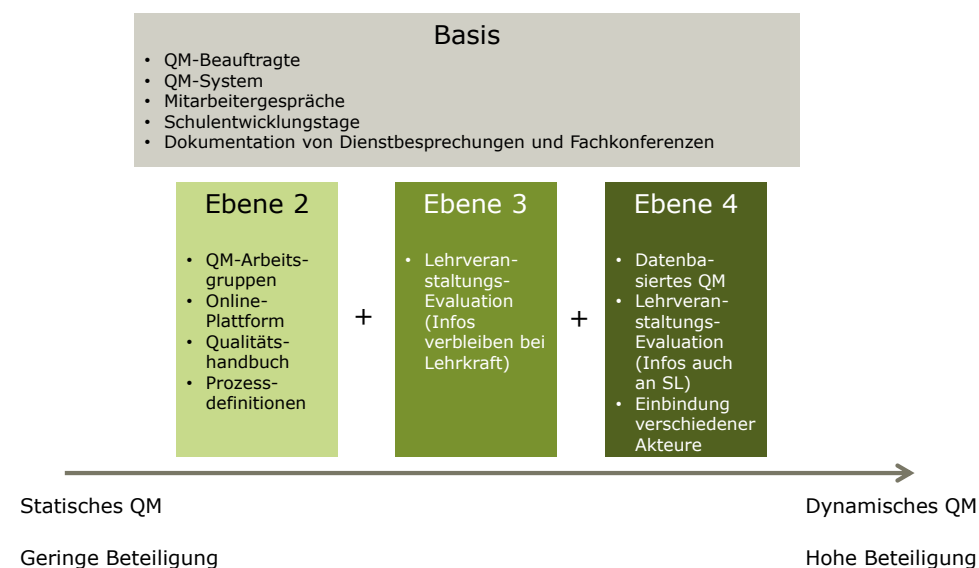 Basis
• QM-Beauftragte
• QM-System
• Mitarbeitergespräche
• Schulentwicklungstage
• Dokumentation von Dienstbesprechungen und Fachkonferenzen
Ebene 2
• QM-Arbeits-
gruppen
• Online-
Plattform
• Qualitäts-
handbuch
• Prozess-
definitionen
+
Ebene 3
• Lehrveran-
staltungs-
Evaluation
(Infos
verbleiben bei
Lehrkraft)
+
Ebene 4
• Datenba-
siertes QM
• Lehrveran-
staltungs-
Evaluation
(Infos auch
an SL)
• Einbindung
verschiedener
Akteure
Statisches QM
Dynamisches QM
Geringe Beteiligung
Hohe Beteiligung